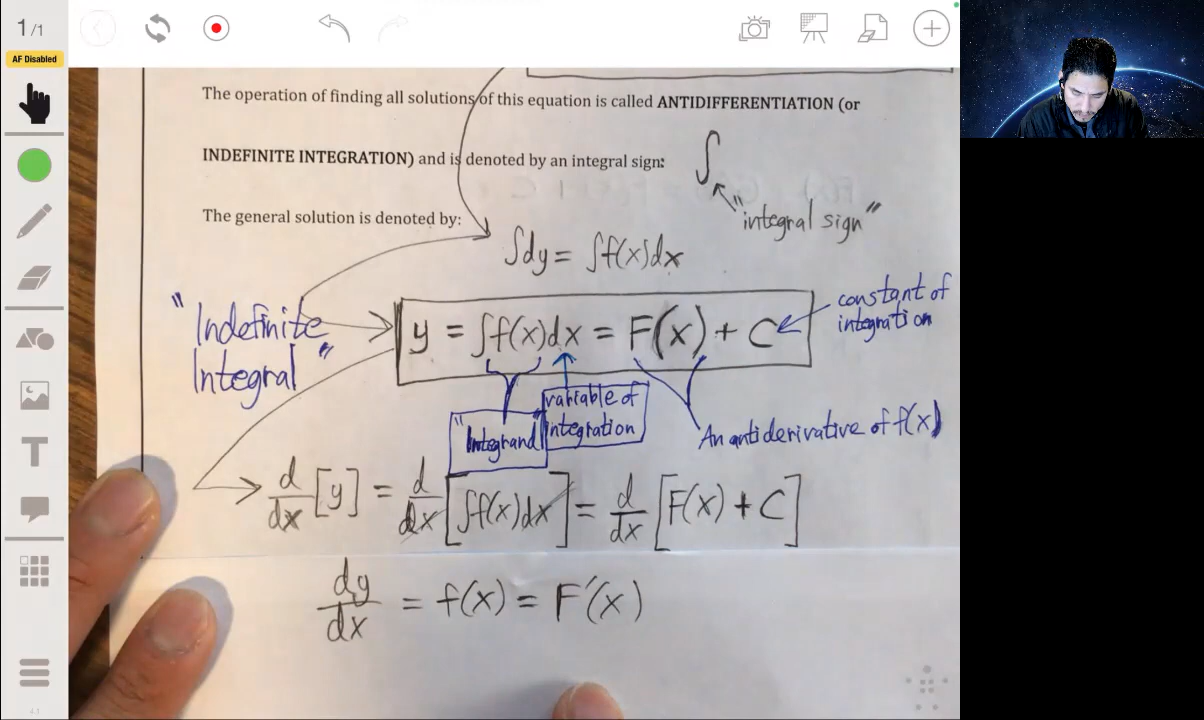 1/1
AF Disabled
The operation of finding all solutions of this equation is called ANTIDIFFERENTIATION (or
INDEFINITE INTEGRATION) and is denoted by an integral sign: ∫
"integral sign"
The general solution is denoted by:
∫dy = ∫f(x)dx
"Indefinite
Integral"
y = ∫f(x)dx = F(x) + C
constant of
integration
"Integrand"
variable of
integration
An antiderivative of f(x)
d/dx [y] = d/dx [∫f(x)dx] = d/dx [F(x) + C]
dy/dx = f(x) = F'(x)
T
4.1